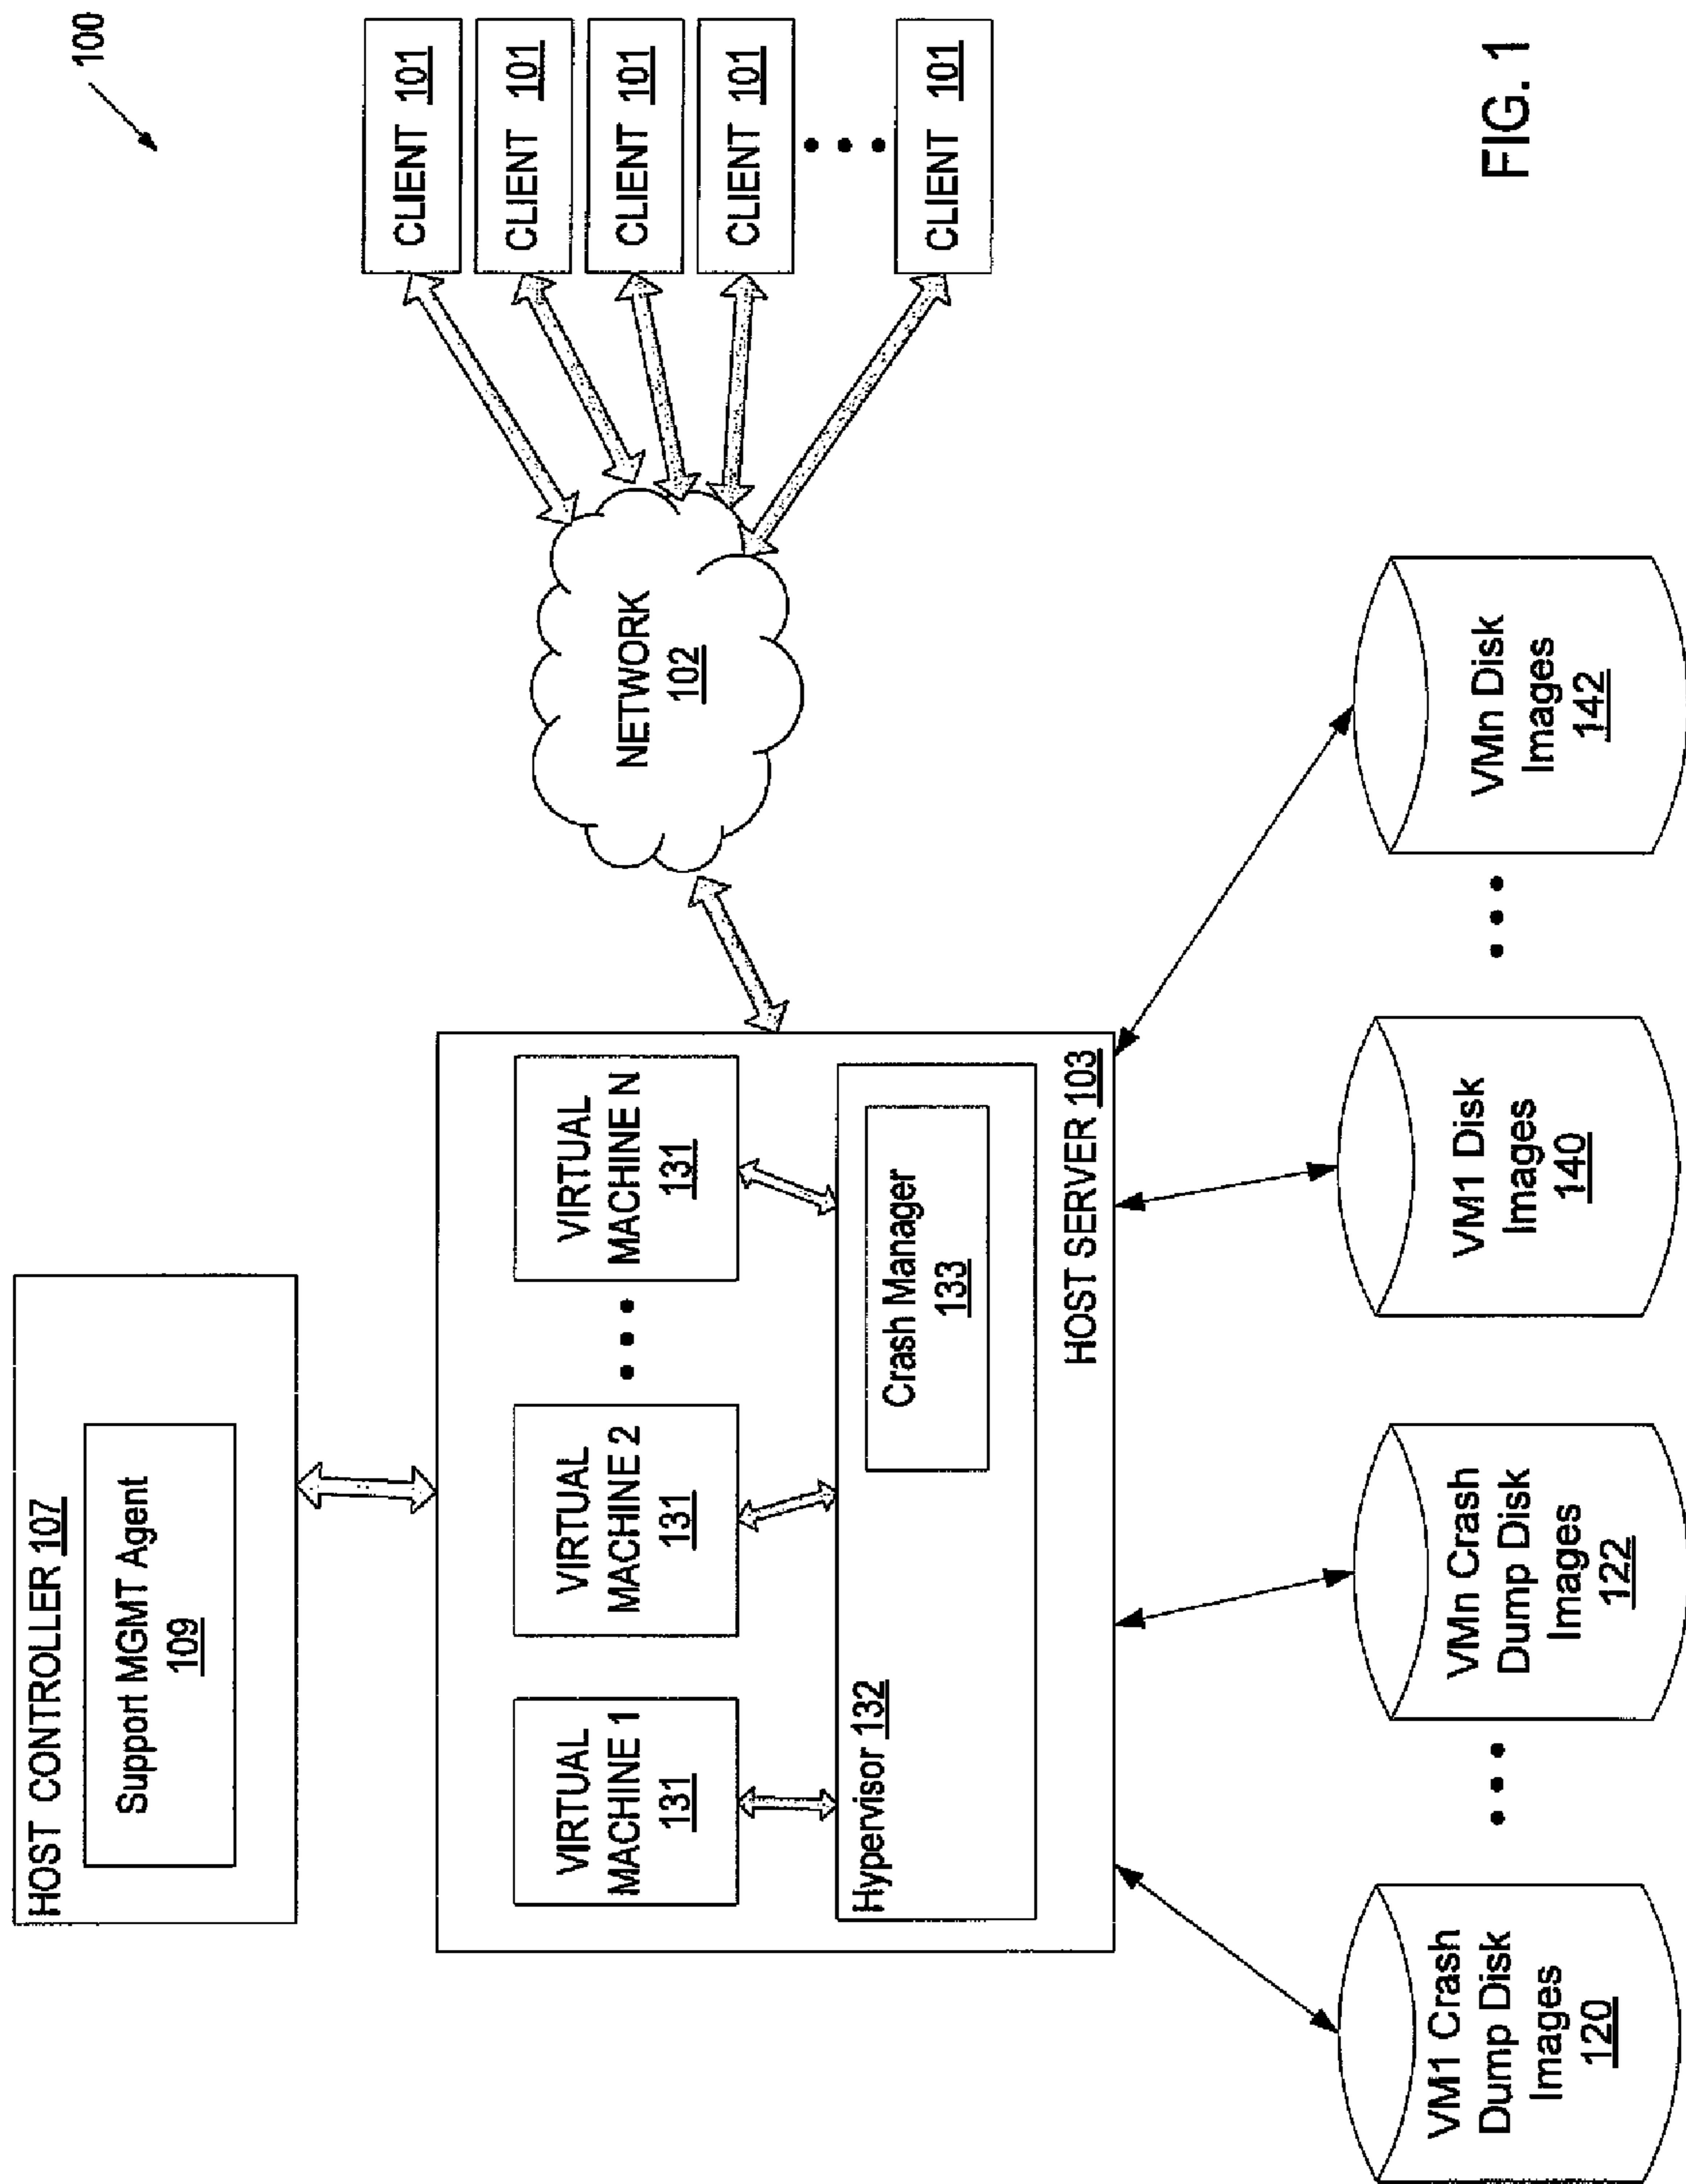 100
HOST CONTROLLER 107
Support MGMT Agent
109
CLIENT 101
CLIENT 101
CLIENT 101
CLIENT 101
CLIENT 101
NETWORK
102
VIRTUAL
MACHINE 1
131
VIRTUAL
MACHINE 2
131
VIRTUAL
MACHINE N
131
Hypervisor 132
Crash Manager
133
HOST SERVER 103
VM1 Crash
Dump Disk
Images
120
VMn Crash
Dump Disk
Images
122
VM1 Disk
Images
140
VMn Disk
Images
142
FIG. 1